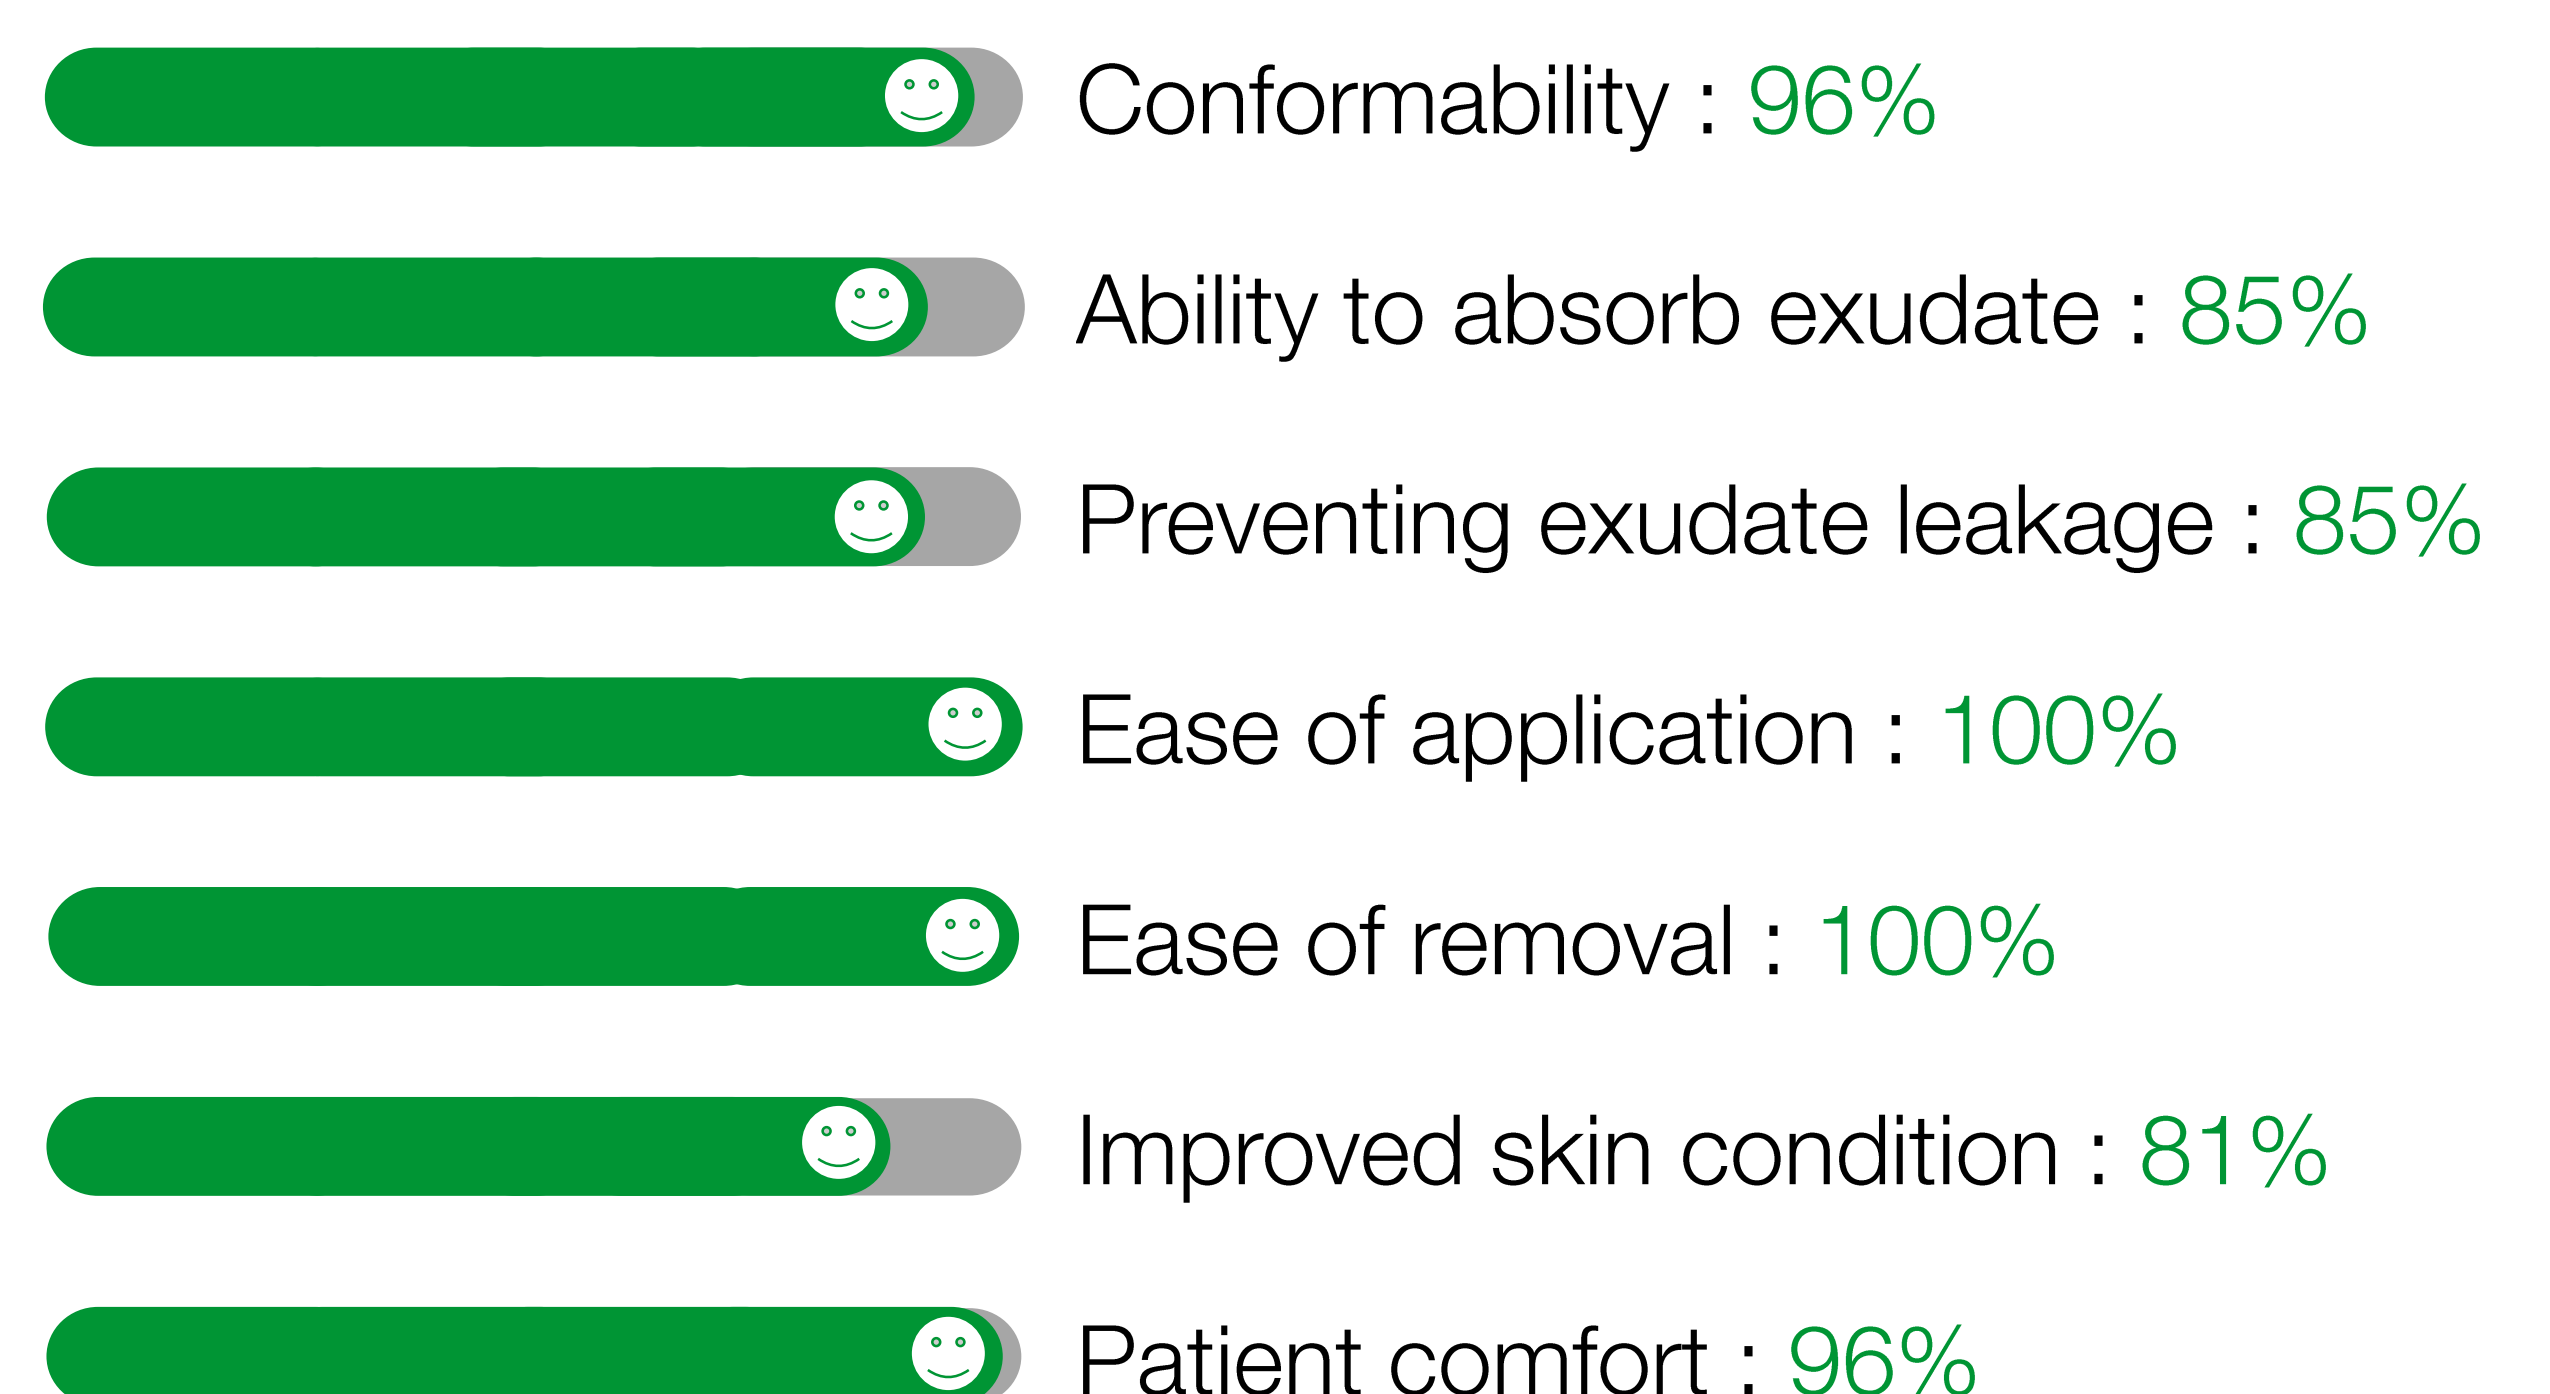 Conformability : 96%
Ability to absorb exudate : 85%
Preventing exudate leakage : 85%
Ease of application : 100%
Ease of removal : 100%
Improved skin condition : 81%
Patient comfort : 96%